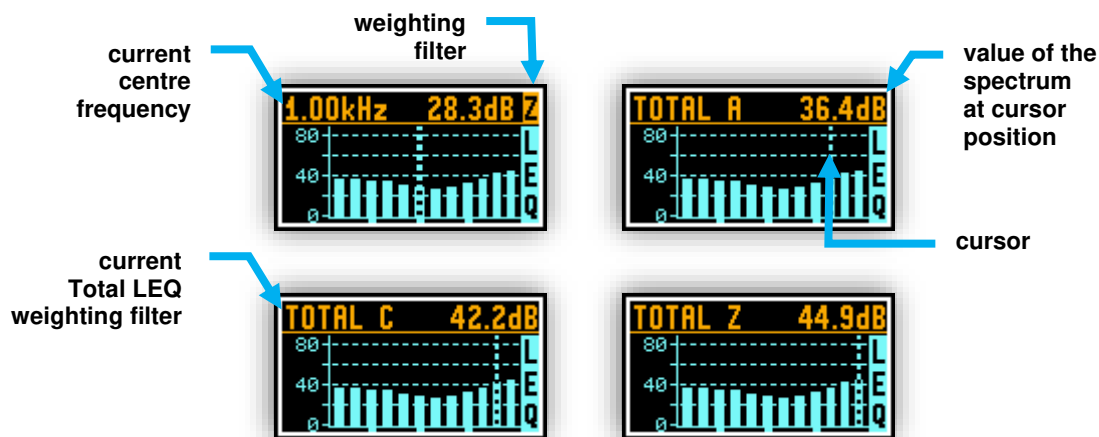 weighting
filter
current
centre
frequency
value of the
spectrum
at cursor
position
1.00kHz 28.3dB Z
80
40
0
L
E
Q
TOTAL A 36.4dB
80
40
0
L
E
Q
cursor
current
Total LEQ
weighting filter
TOTAL C 42.2dB
80
40
0
L
E
Q
TOTAL Z 44.9dB
80
40
0
L
E
Q